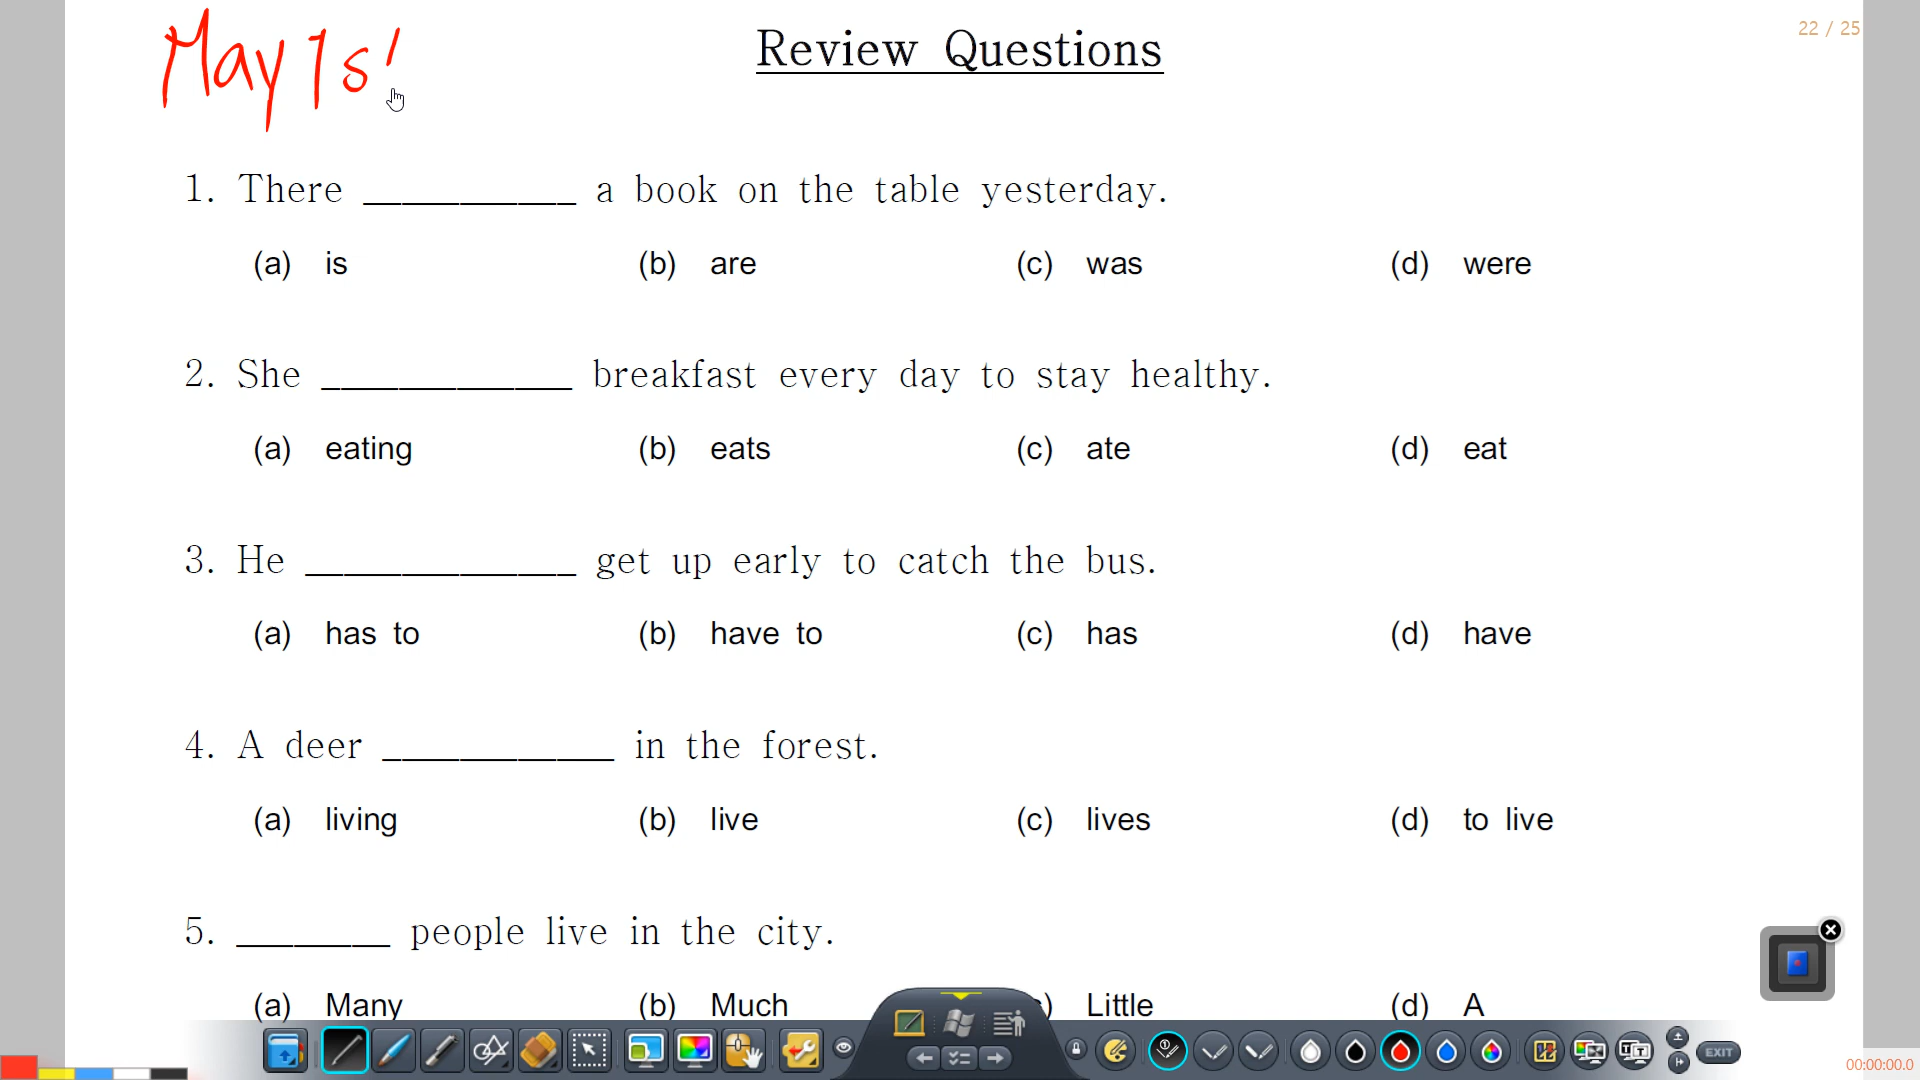 May 1s
Review Questions
22 / 25
1. There ___________ a book on the table yesterday.
(a) is (b) are (c) was (d) were
2. She _____________ breakfast every day to stay healthy.
(a) eating (b) eats (c) ate (d) eat
3. He ______________ get up early to catch the bus.
(a) has to (b) have to (c) has (d) have
4. A deer ____________ in the forest.
(a) living (b) live (c) lives (d) to live
5. ________ people live in the city.
(a) Many (b) Much ) Little (d) A
EXIT
00:00:00.0